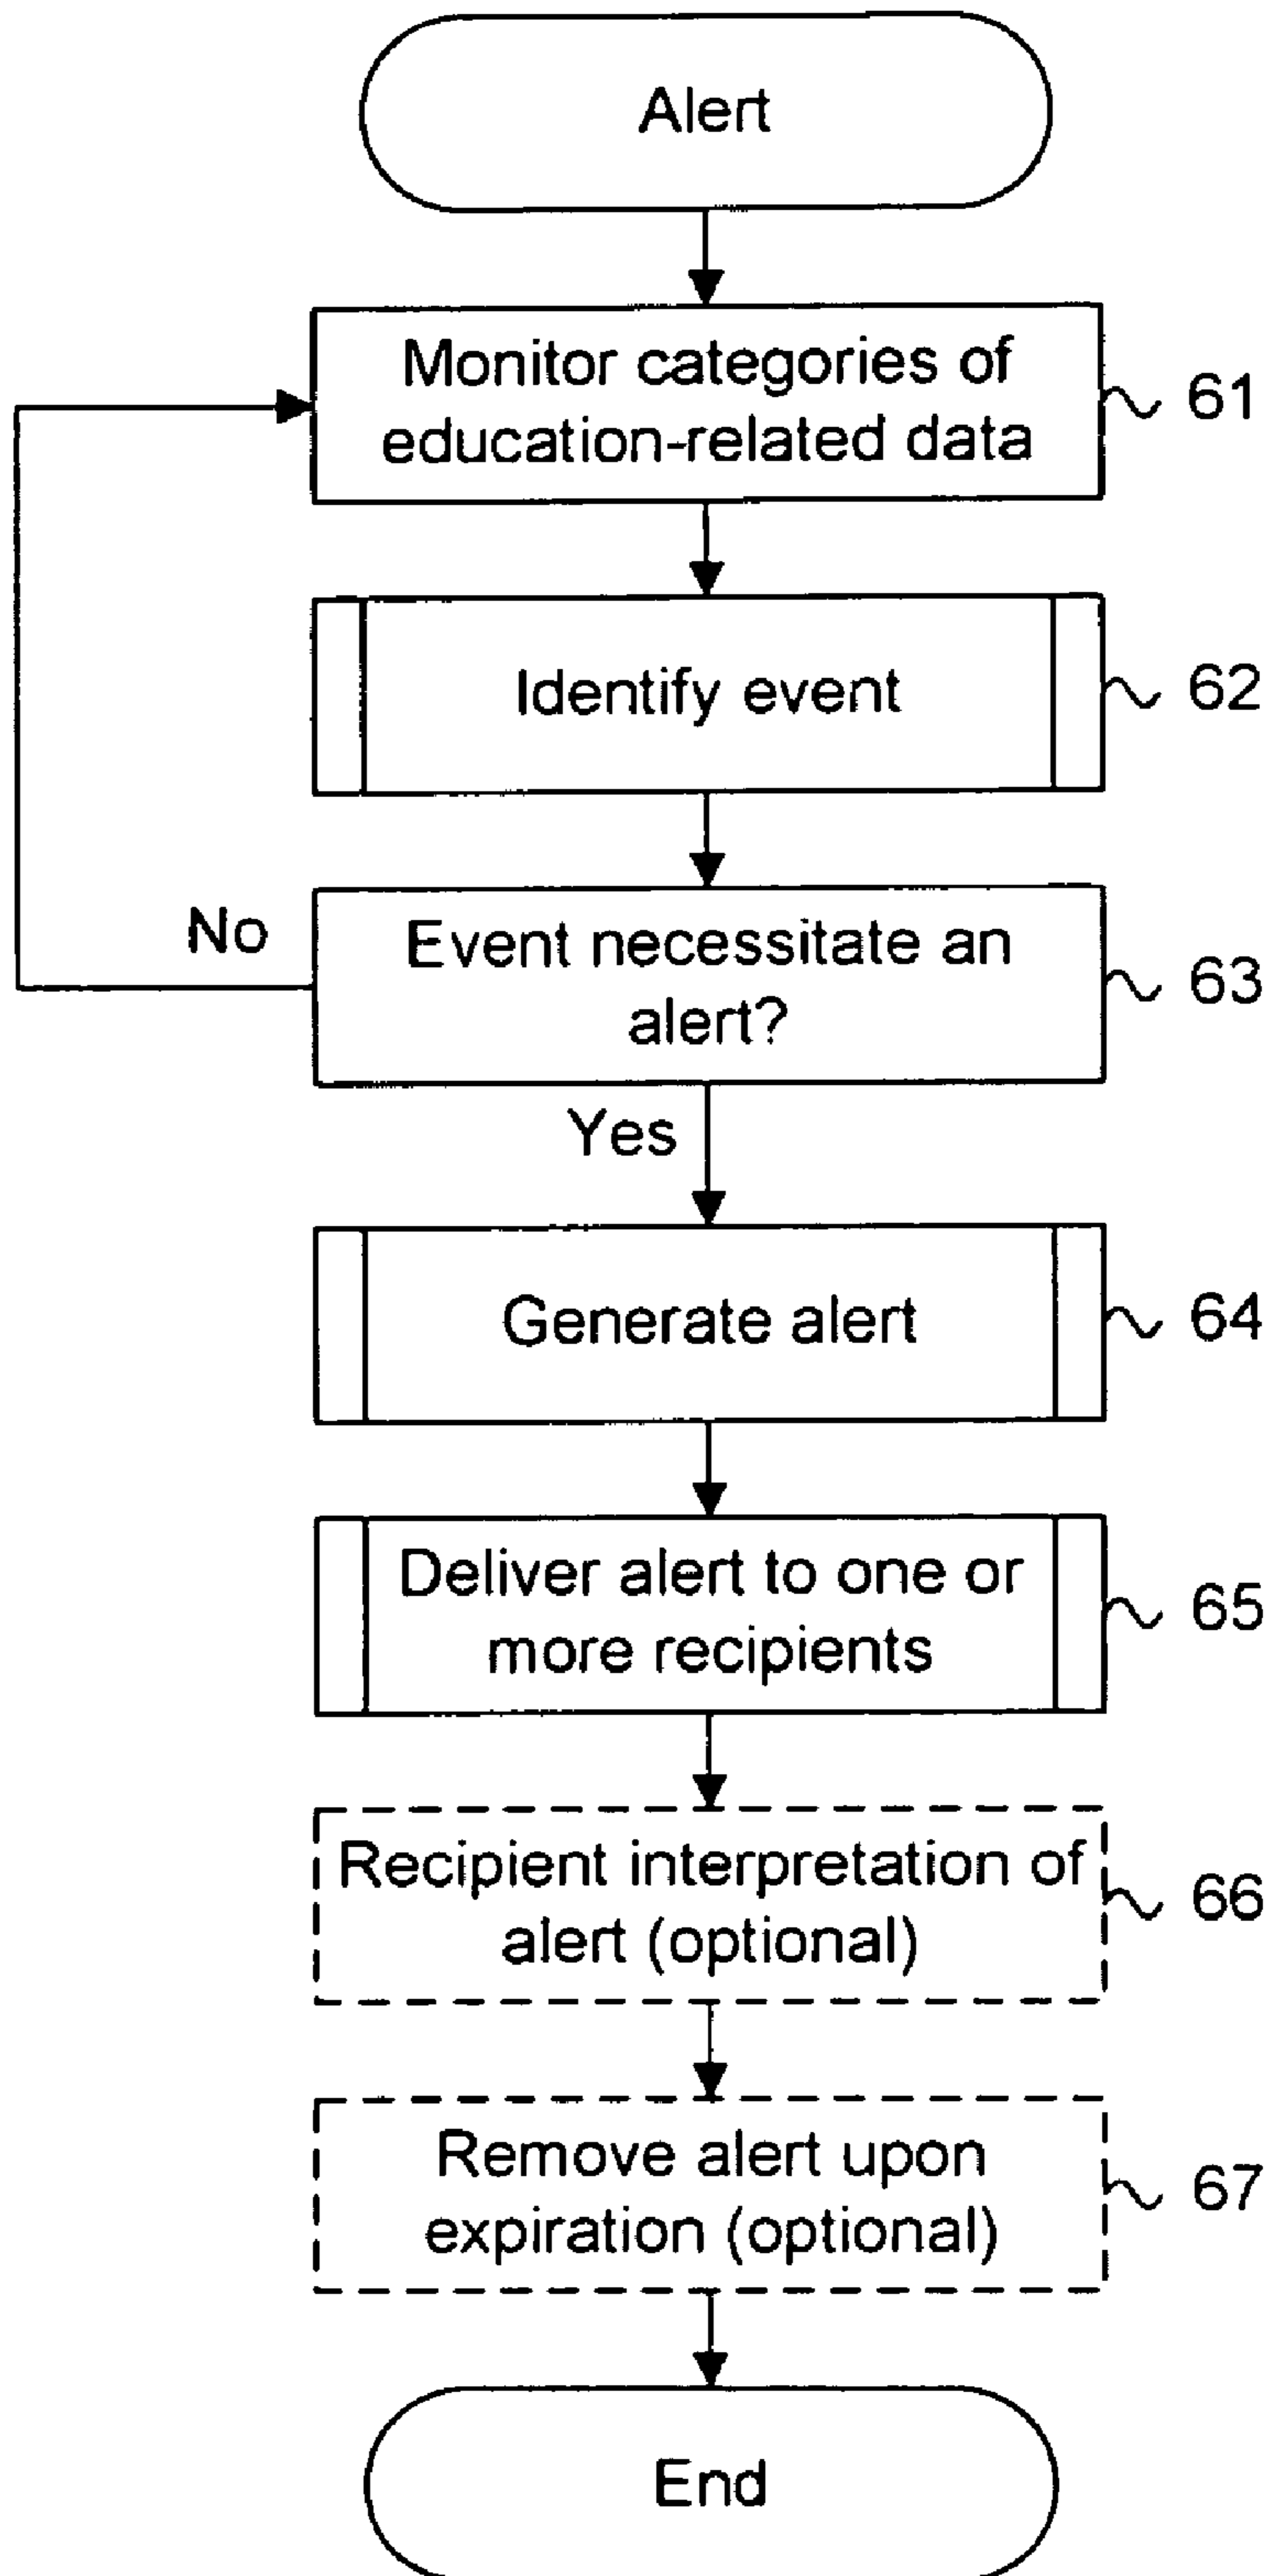 Alert
Monitor categories of
education-related data
61
Identify event
62
No
Event necessitate an
alert?
63
Yes
Generate alert
64
Deliver alert to one or
more recipients
65
Recipient interpretation of
alert (optional)
66
Remove alert upon
expiration (optional)
67
End